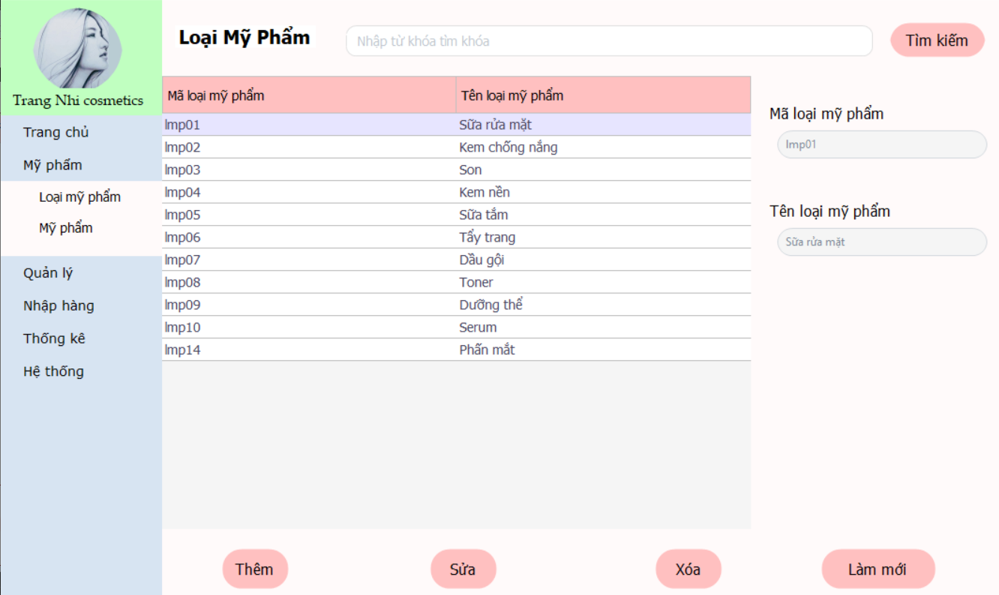 Trang Nhi cosmetics
Trang chủ
Mỹ phẩm
Loại mỹ phẩm
Mỹ phẩm
Quản lý
Nhập hàng
Thống kê
Hệ thống
Loại Mỹ Phẩm
Nhập từ khóa tìm khóa
Tìm kiếm
Mã loại mỹ phẩm Tên loại mỹ phẩm
lmp01 Sữa rửa mặt
lmp02 Kem chống nắng
lmp03 Son
lmp04 Kem nền
lmp05 Sữa tắm
lmp06 Tẩy trang
lmp07 Dầu gội
lmp08 Toner
lmp09 Dưỡng thể
lmp10 Serum
lmp14 Phấn mắt
Mã loại mỹ phẩm
lmp01
Tên loại mỹ phẩm
Sữa rửa mặt
Thêm
Sửa
Xóa
Làm mới